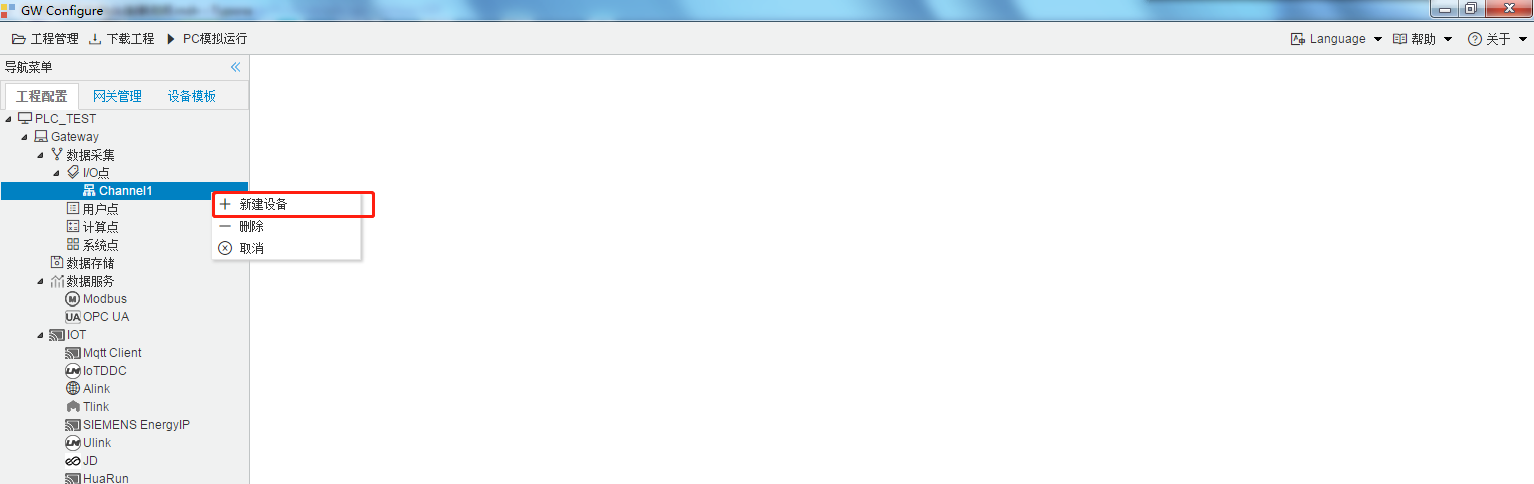 GW Configure
工程管理 下载工程 PC模拟运行 Language 帮助 关于
导航菜单
工程配置 网关管理 设备模板
PLC_TEST
Gateway
数据采集
I/O点
Channel1
新建设备
删除
取消
用户点
计算点
系统点
数据存储
数据服务
Modbus
UA OPC UA
IOT
Mqtt Client
IoTDDC
Alink
Tlink
SIEMENS EnergyIP
Ulink
JD
HuaRun